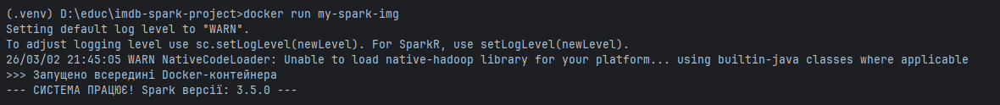 (.venv) D:\educ\imdb-spark-project>docker run my-spark-img
Setting default log level to "WARN".
To adjust logging level use sc.setLogLevel(newLevel). For SparkR, use setLogLevel(newLevel).
26/03/02 21:45:05 WARN NativeCodeLoader: Unable to load native-hadoop library for your platform... using builtin-java classes where applicable
>>> Запущено всередині Docker-контейнера
--- СИСТЕМА ПРАЦЮЄ! Spark версії: 3.5.0 ---